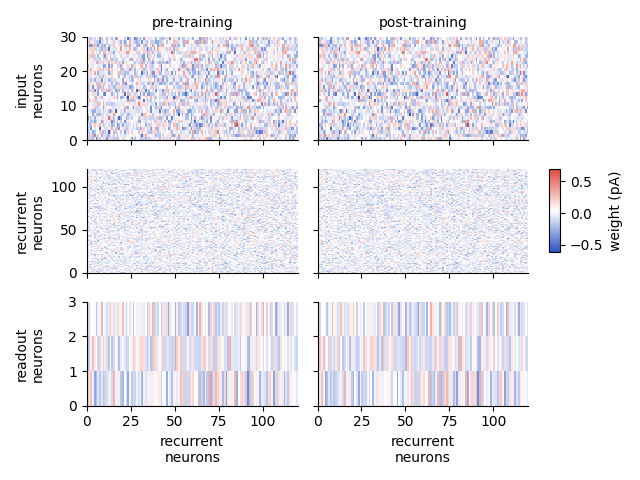 pre-training
post-training
input
neurons
30
20
10
0
recurrent
neurons
100
50
0
readout
neurons
3
2
1
0
0 25 50 75 100
0 25 50 75 100
recurrent
neurons
recurrent
neurons
0.5
0.0
−0.5
weight (pA)